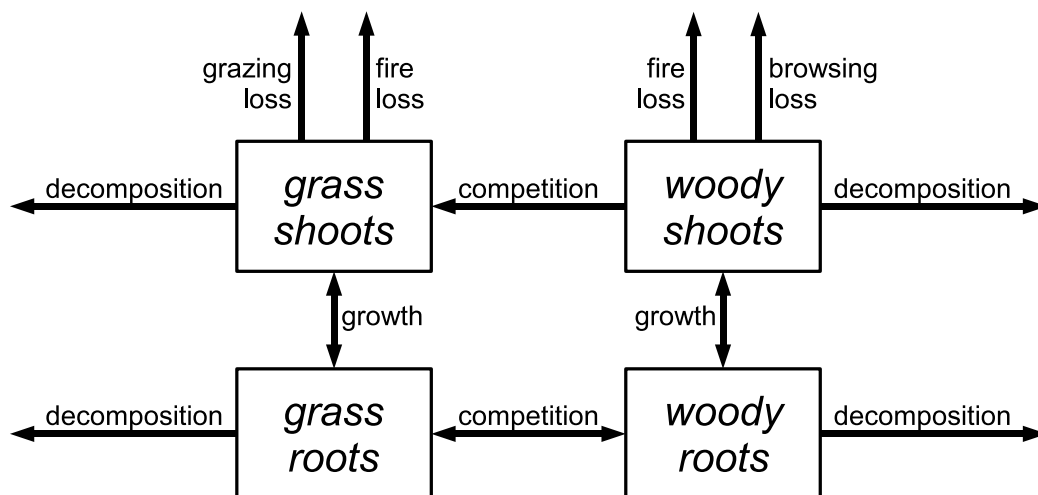 grazing
loss
fire
loss
fire
loss
browsing
loss
decomposition
grass
shoots
competition
woody
shoots
decomposition
growth
growth
decomposition
grass
roots
competition
woody
roots
decomposition